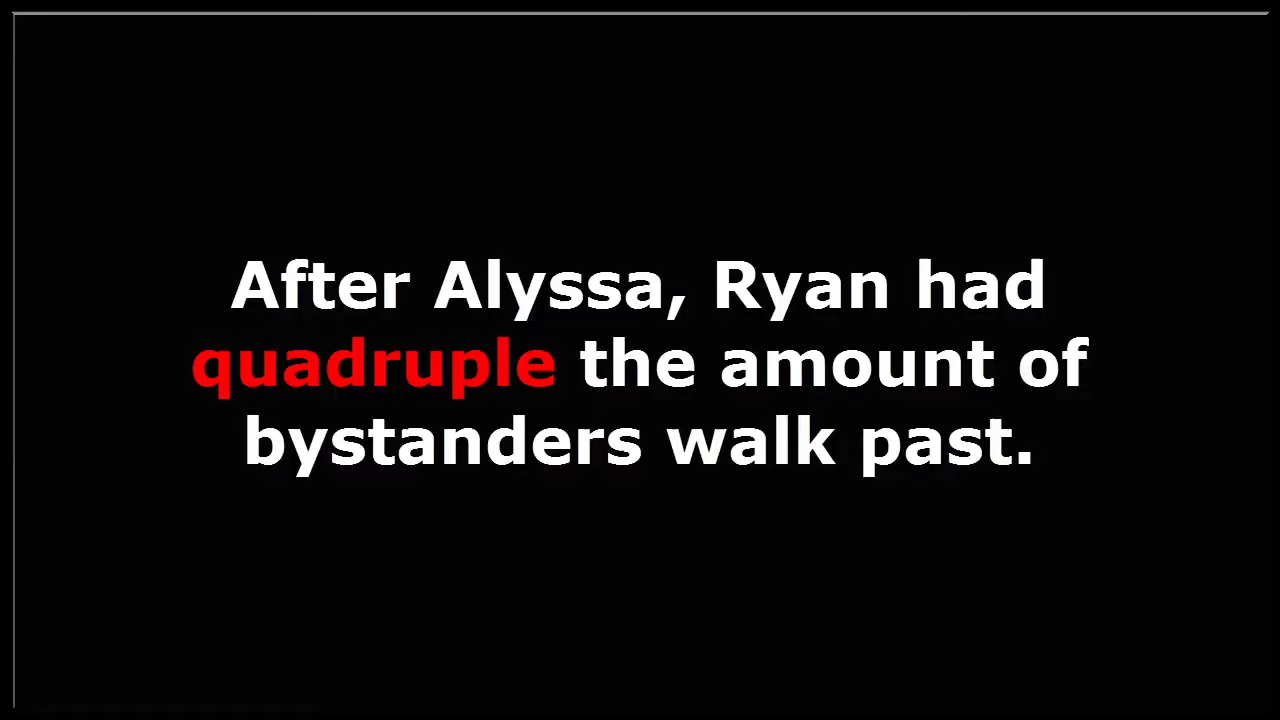 After Alyssa, Ryan had
quadruple the amount of
bystanders walk past.